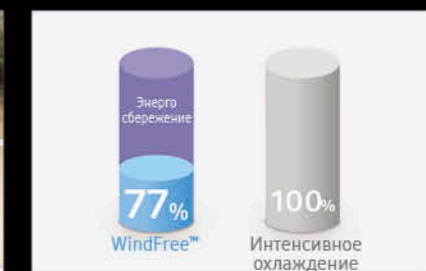 Энерго
сбережение
77%
100%
WindFree™
Интенсивное
охлаждение